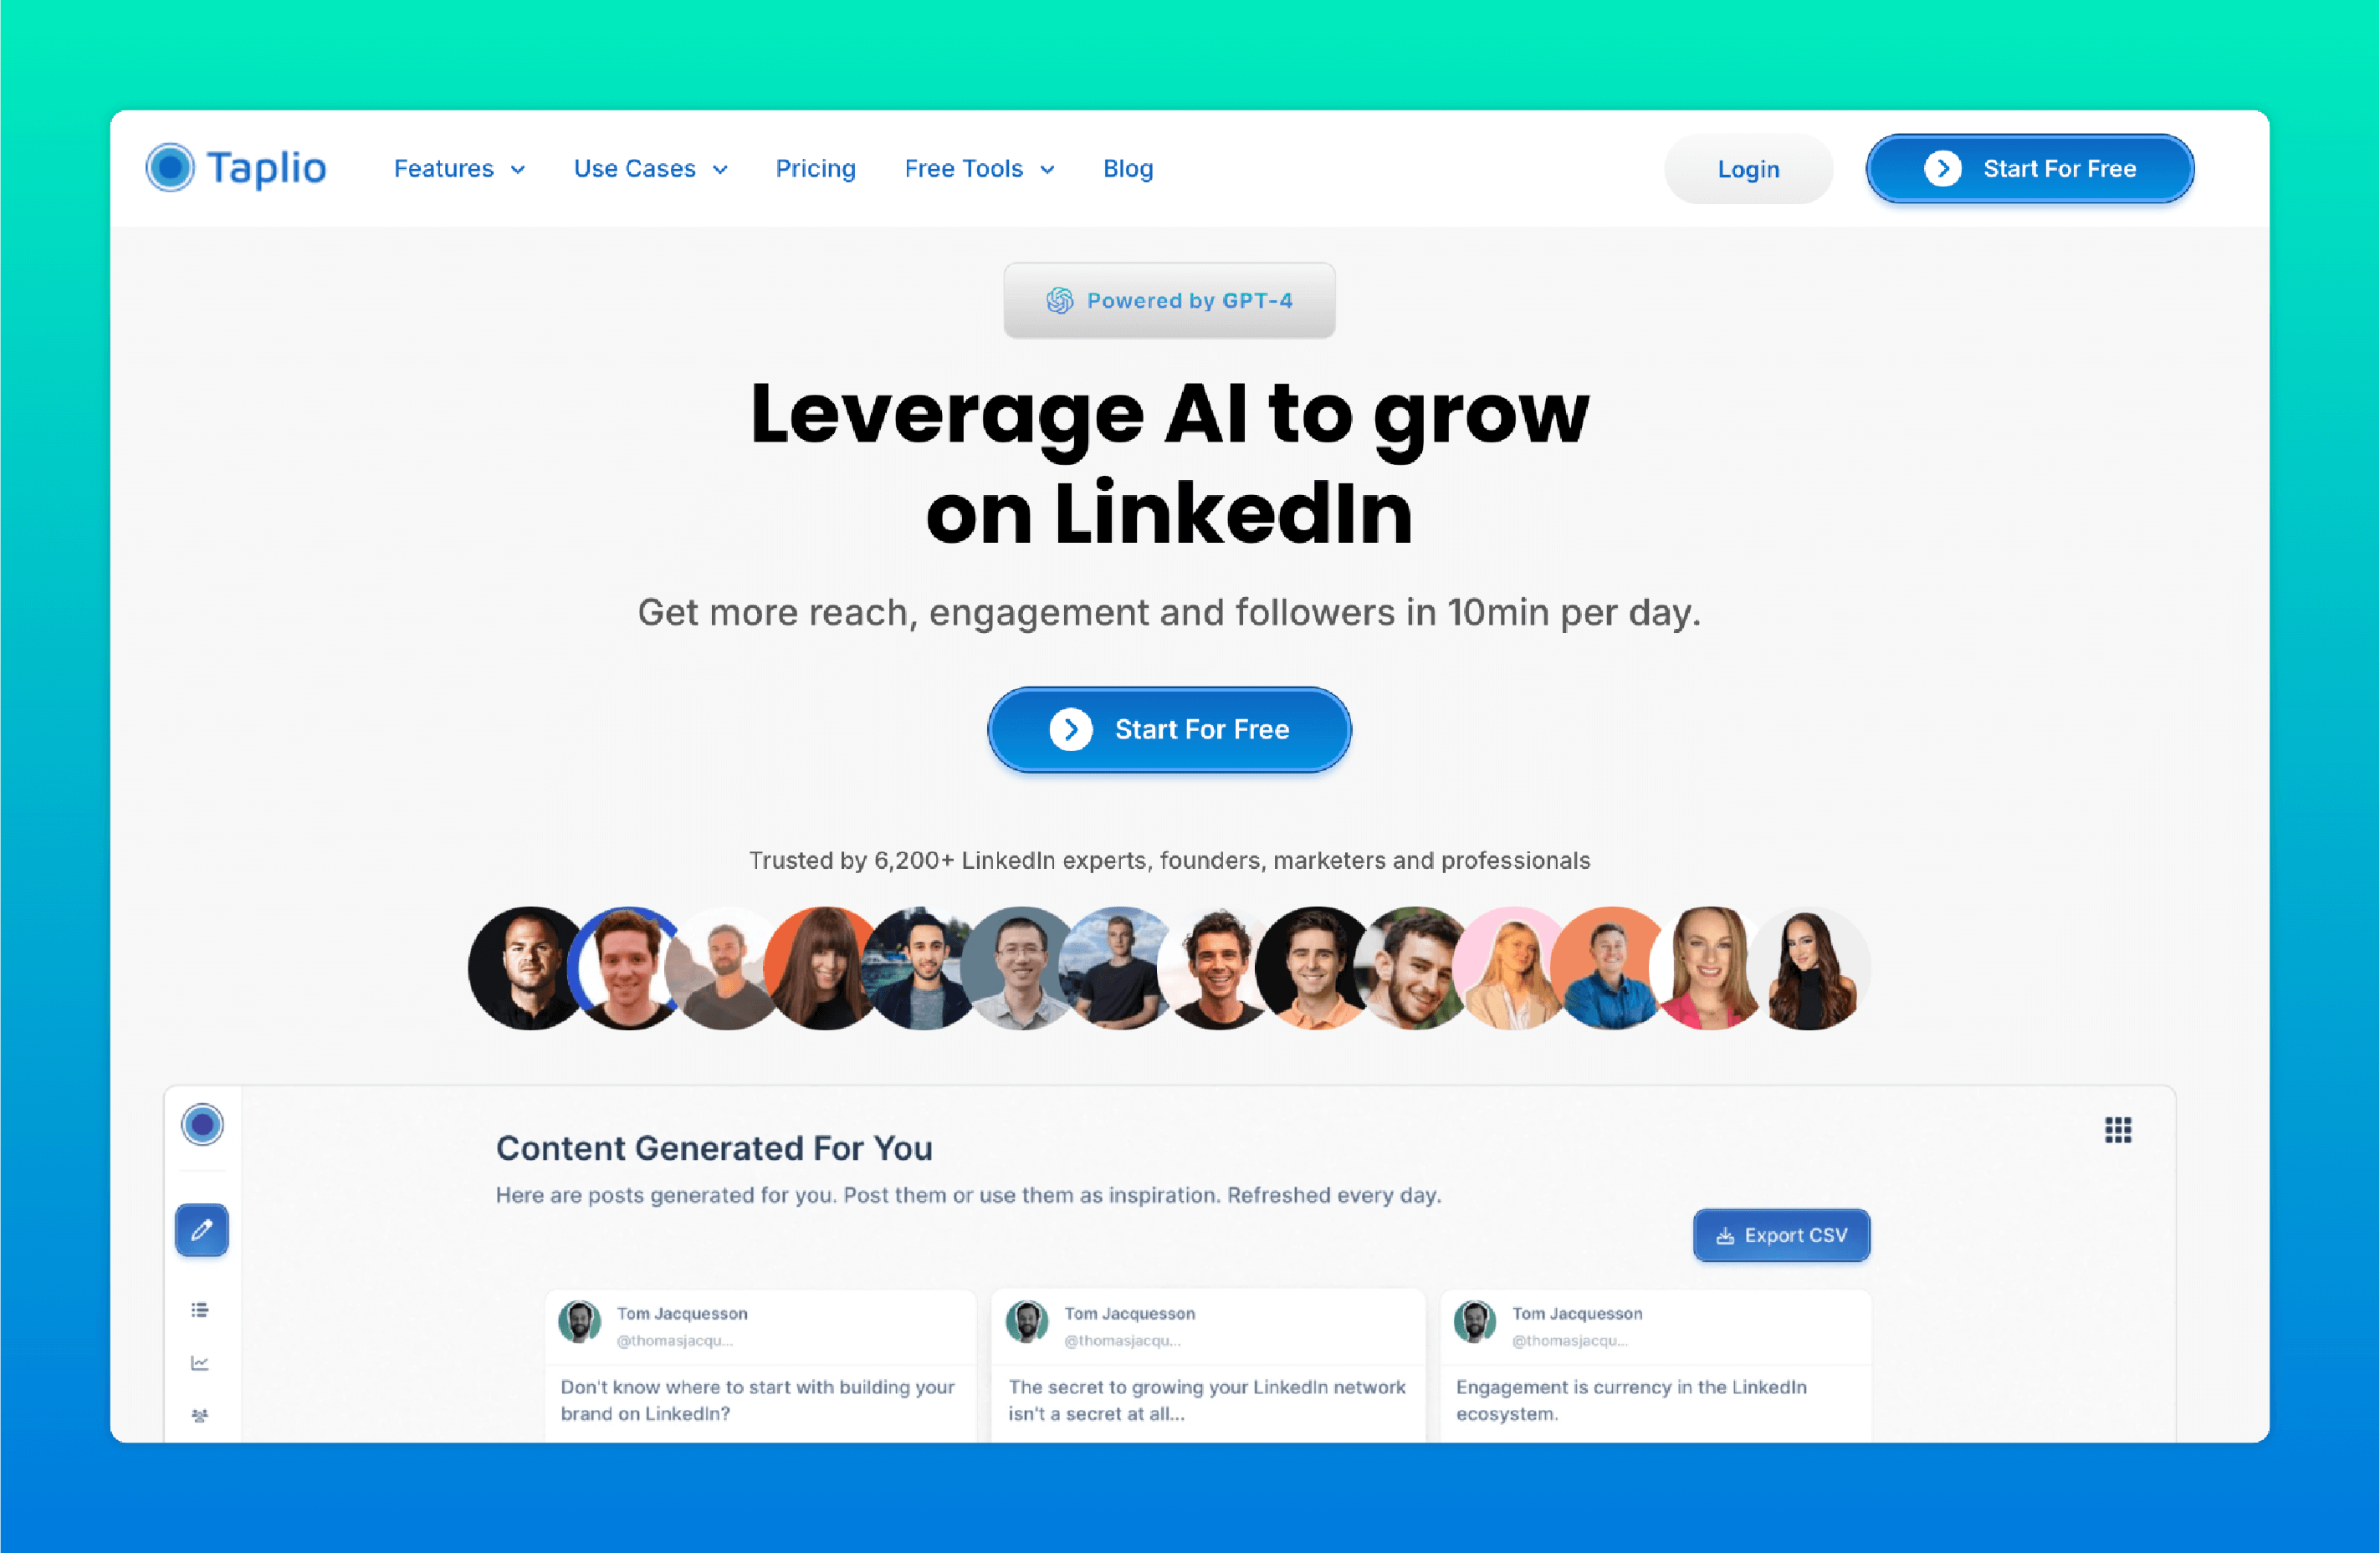 Taplio
Features
Use Cases
Pricing
Free Tools
Blog
Login
Start For Free
Powered by GPT-4
Leverage AI to grow
on LinkedIn
Get more reach, engagement and followers in 10min per day.
Start For Free
Trusted by 6,200+ LinkedIn experts, founders, marketers and professionals
Content Generated For You
Here are posts generated for you. Post them or use them as inspiration. Refreshed every day.
Export CSV
Tom Jacquesson
@thomasjacqu...
Don't know where to start with building your
brand on LinkedIn?
Tom Jacquesson
@thomasjacqu...
The secret to growing your LinkedIn network
isn't a secret at all...
Tom Jacquesson
@thomasjacqu...
Engagement is currency in the LinkedIn
ecosystem.